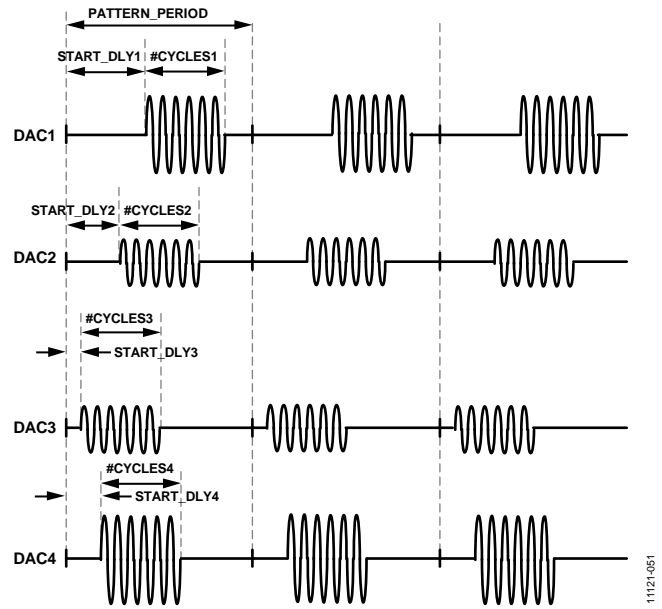 PATTERN_PERIOD
START_DLY1 #CYCLES1
DAC1
START_DLY2 #CYCLES2
DAC2
#CYCLES3
START_DLY3
DAC3
#CYCLES4
START_DLY4
DAC4
11121-051